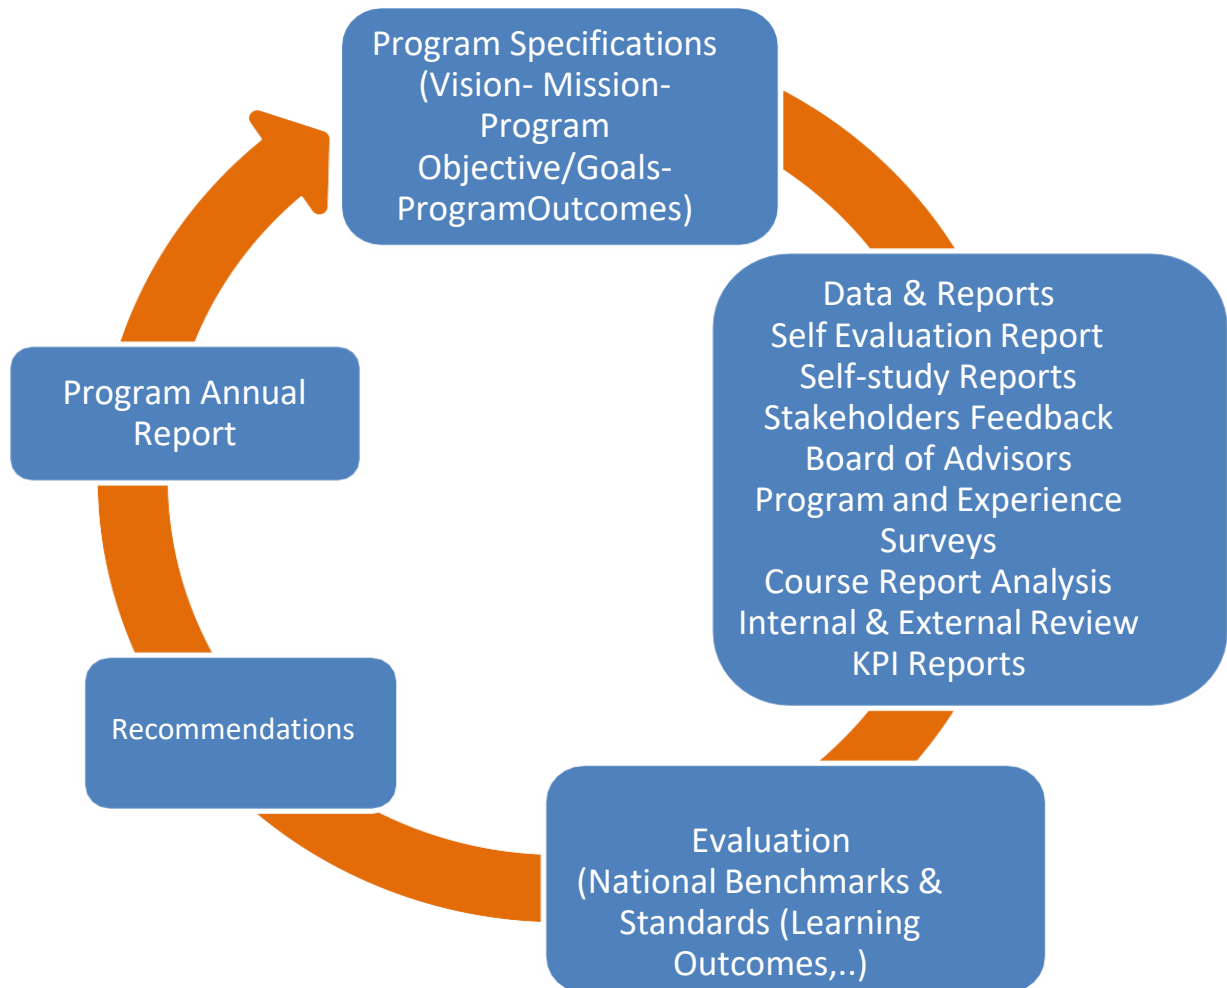 Program Specifications
(Vision- Mission-
Program
Objective/Goals-
ProgramOutcomes)
Data & Reports
Self Evaluation Report
Self-study Reports
Stakeholders Feedback
Board of Advisors
Program and Experience
Surveys
Course Report Analysis
Internal & External Review
KPI Reports
Evaluation
(National Benchmarks &
Standards (Learning
Outcomes,..)
Recommendations
Program Annual
Report